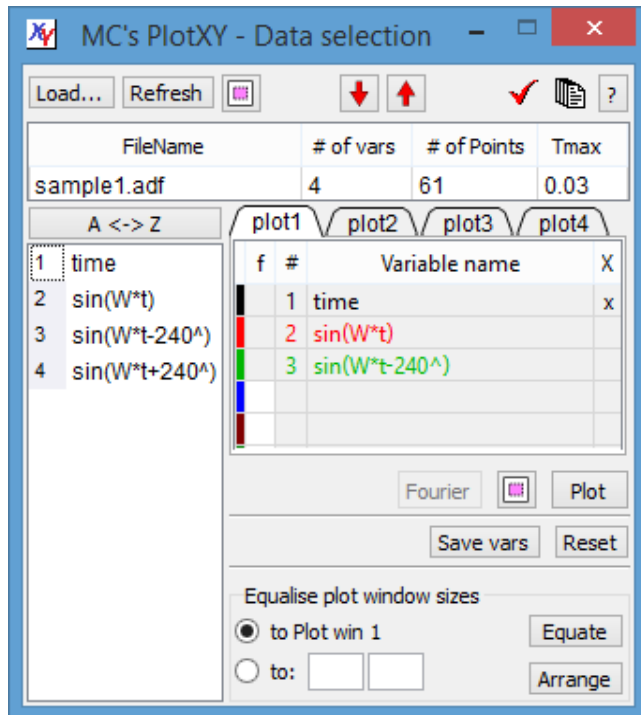 XY MC's PlotXY - Data selection
Load... Refresh ?
FileName # of vars # of Points Tmax
sample1.adf 4 61 0.03
A <-> Z plot1 plot2 plot3 plot4
f # Variable name X
1 time
2 sin(W*t)
3 sin(W*t-240^)
4 sin(W*t+240^)
1 time x
2 sin(W*t)
3 sin(W*t-240^)
Fourier Plot
Save vars Reset
Equalise plot window sizes
to Plot win 1 Equate
to: Arrange